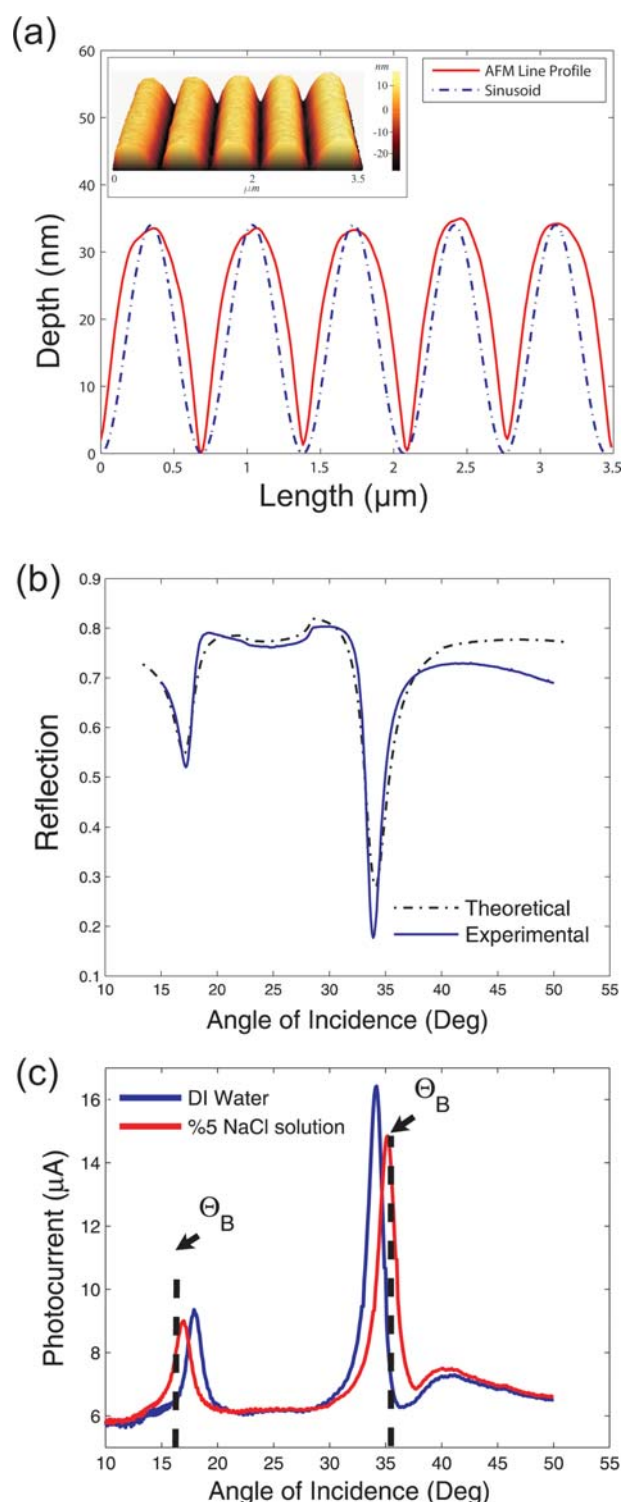 (a)
60
50
40
30
20
10
0
Depth (nm)
0 0.5 1 1.5 2 2.5 3 3.5
Length (μm)
AFM Line Profile
Sinusoid
nm
10
0
-10
-20
0 2 3.5
μm
(b)
0.9
0.8
0.7
0.6
0.5
0.4
0.3
0.2
0.1
Reflection
Theoretical
Experimental
10 15 20 25 30 35 40 45 50 55
Angle of Incidence (Deg)
(c)
16
14
12
10
8
6
Photocurrent (μA)
DI Water
%5 NaCl solution
Θ_B
Θ_B
10 15 20 25 30 35 40 45 50 55
Angle of Incidence (Deg)